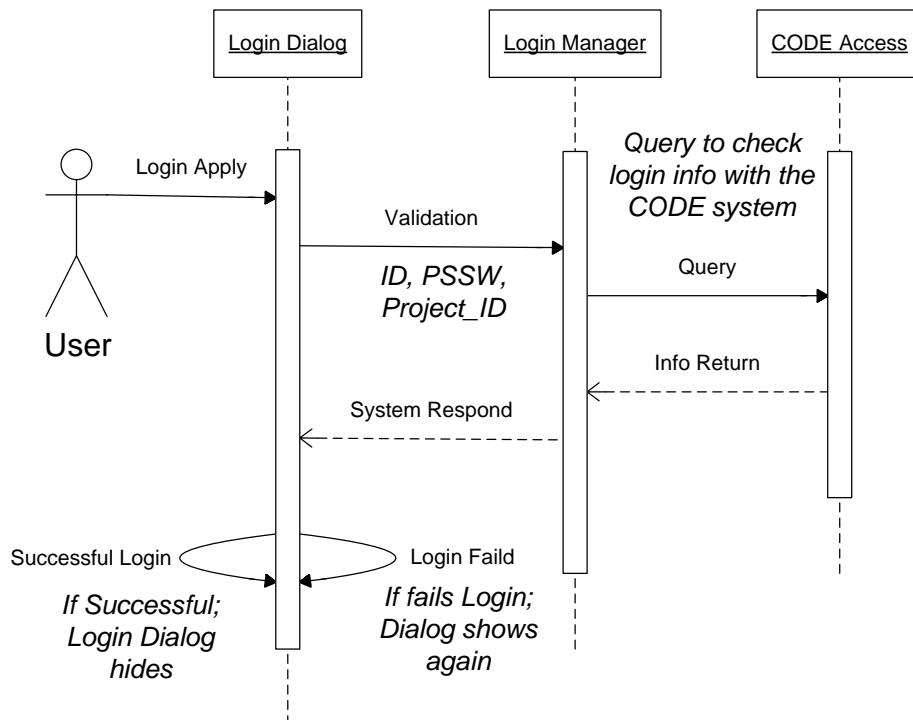 Login Dialog
Login Manager
CODE Access
Login Apply
Query to check
login info with the
CODE system
Validation
ID, PSSW,
Project_ID
Query
User
Info Return
System Respond
Successful Login
Login Faild
If Successful;
Login Dialog
hides
If fails Login;
Dialog shows
again